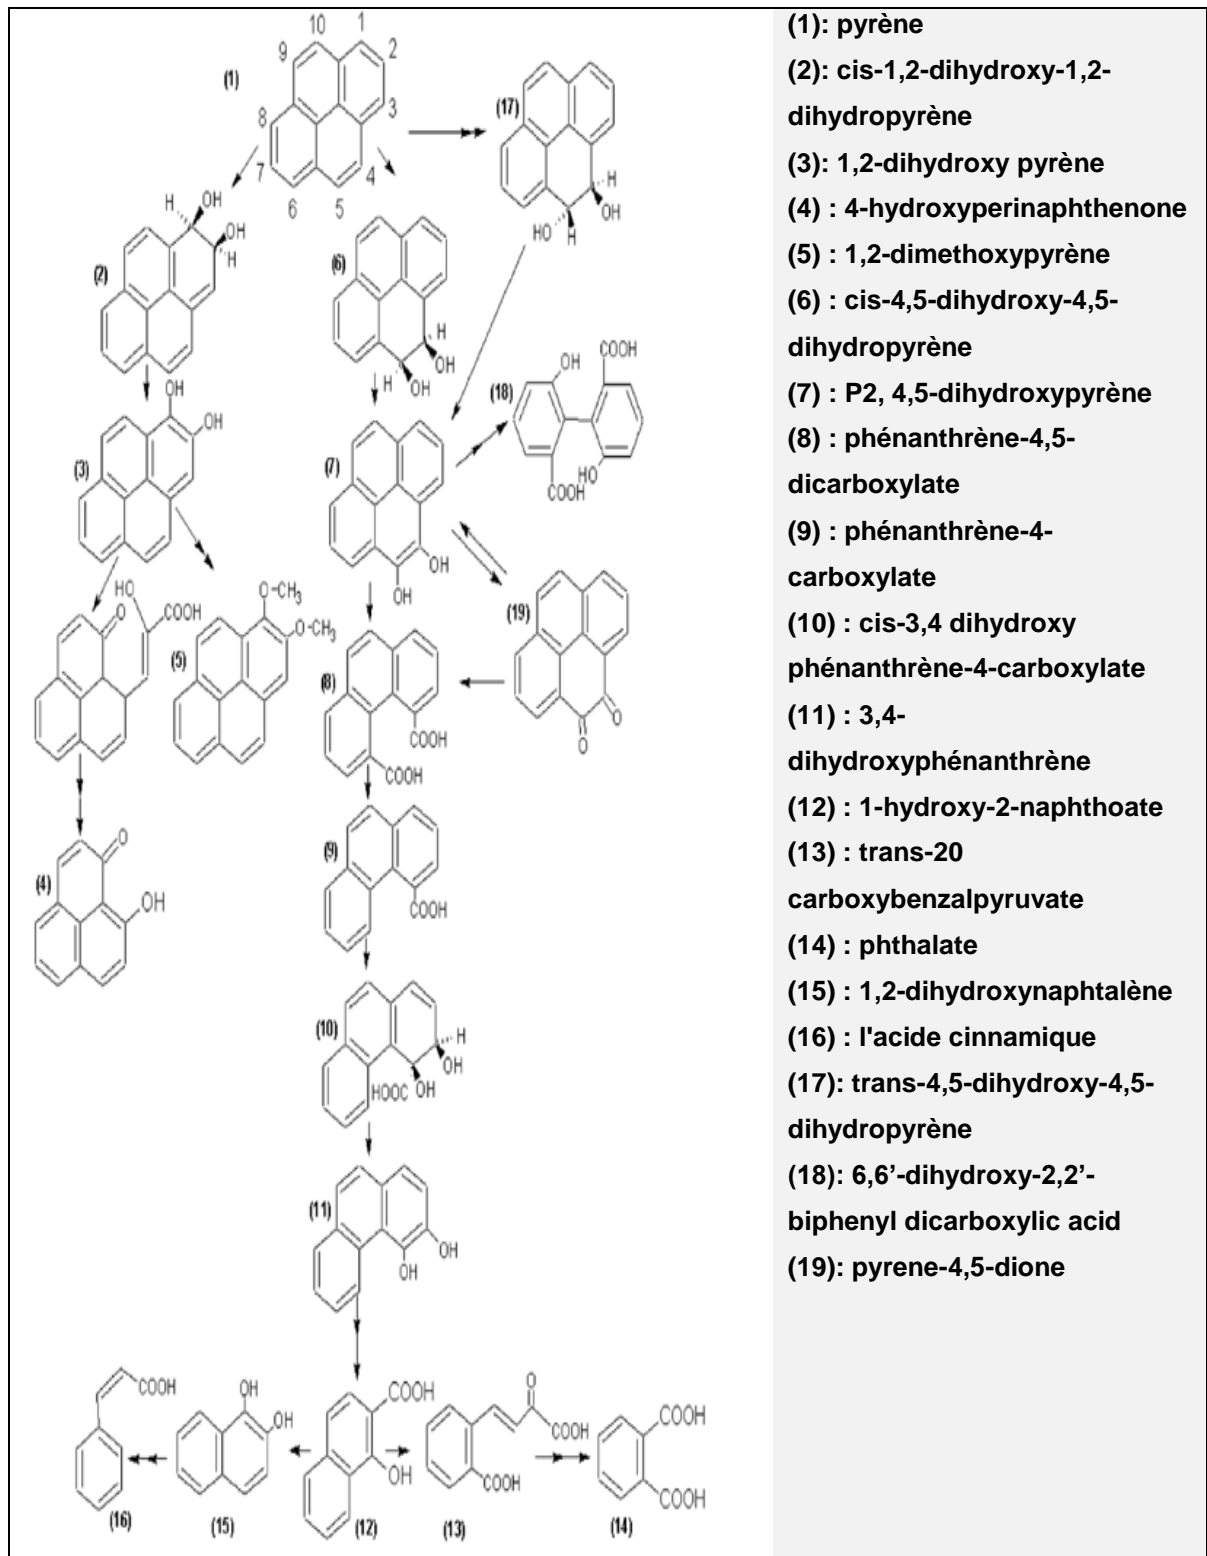 10
1
9
2
(1)
(17)
8
3
H
7
4
OH
6
5
HO
H
H
OH
OH
H
(2)
(6)
H
OH
H
OH
COOH
OH
(18)
OH
OH
HO
COOH
(3)
(7)
OH
OH
HO
COOH
O
O-CH3
O-CH3
(5)
(19)
O
O
(8)
COOH
COOH
O
(4)
OH
(9)
COOH
(10)
H
OH
HOOC
OH
(11)
OH
OH
COOH
OH
OH
COOH
OH
O
COOH
COOH
COOH
COOH
(16)
(15)
(12)
(13)
(14)
(1): pyrène
(2): cis-1,2-dihydroxy-1,2-
dihydropyrène
(3): 1,2-dihydroxy pyrène
(4) : 4-hydroxyperinaphthenone
(5) : 1,2-dimethoxypyrène
(6) : cis-4,5-dihydroxy-4,5-
dihydropyrène
(7) : P2, 4,5-dihydroxypyrène
(8) : phénanthrène-4,5-
dicarboxylate
(9) : phénanthrène-4-
carboxylate
(10) : cis-3,4 dihydroxy
phénanthrène-4-carboxylate
(11) : 3,4-
dihydroxyphénanthrène
(12) : 1-hydroxy-2-naphthoate
(13) : trans-20
carboxybenzalpyruvate
(14) : phthalate
(15) : 1,2-dihydroxynaphtalène
(16) : l'acide cinnamique
(17): trans-4,5-dihydroxy-4,5-
dihydropyrène
(18): 6,6’-dihydroxy-2,2’-
biphenyl dicarboxylic acid
(19): pyrene-4,5-dione